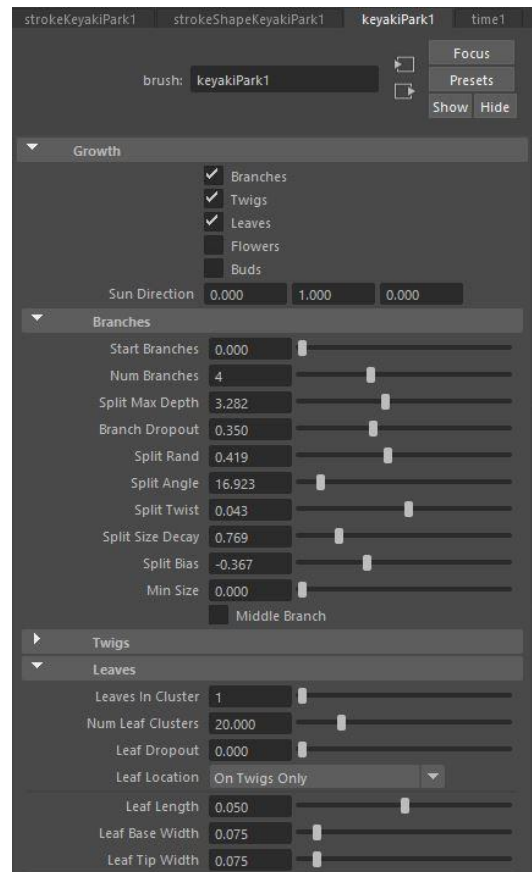 strokeKeyakiPark1 strokeShapeKeyakiPark1 keyakiPark1 time1
Focus
brush: keyakiPark1 Presets
Show Hide
Growth
Branches
Twigs
Leaves
Flowers
Buds
Sun Direction 0.000 1.000 0.000
Branches
Start Branches 0.000
Num Branches 4
Split Max Depth 3.282
Branch Dropout 0.350
Split Rand 0.419
Split Angle 16.923
Split Twist 0.043
Split Size Decay 0.769
Split Bias -0.367
Min Size 0.000
Middle Branch
Twigs
Leaves
Leaves In Cluster 1
Num Leaf Clusters 20.000
Leaf Dropout 0.000
Leaf Location On Twigs Only
Leaf Length 0.050
Leaf Base Width 0.075
Leaf Tip Width 0.075